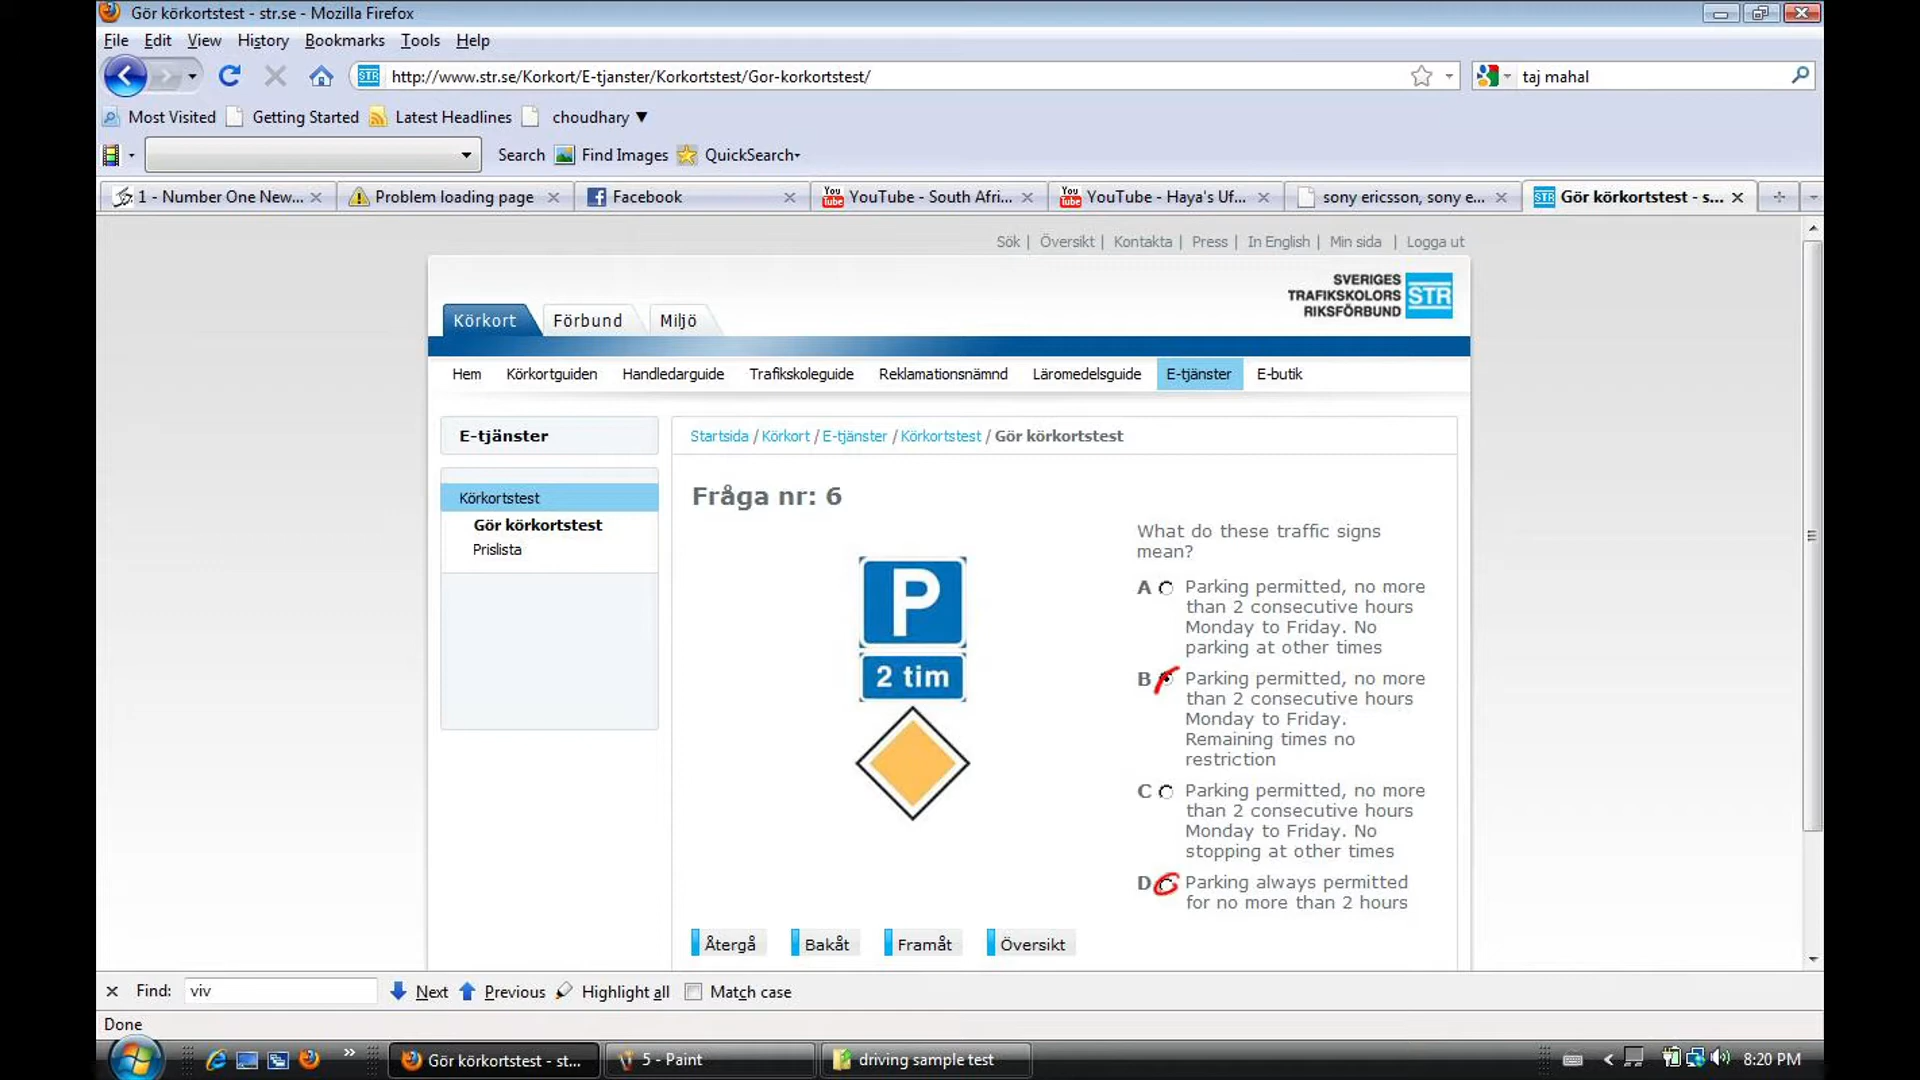 Gör körkortstest - str.se - Mozilla Firefox
File Edit View History Bookmarks Tools Help
http://www.str.se/Korkort/E-tjanster/Korkortstest/Gor-korkortstest/
taj mahal
Most Visited Getting Started Latest Headlines choudhary ▼
Search Find Images QuickSearch
1 - Number One New... Problem loading page Facebook YouTube - South Afri... YouTube - Haya's Uf... sony ericsson, sony e... Gör körkortstest - s...
Sök | Översikt | Kontakta | Press | In English | Min sida | Logga ut
SVERIGES
TRAFIKSKOLORS STR
RIKSFÖRBUND
Körkort Förbund Miljö
Hem Körkortguiden Handledarguide Trafikskoleguide Reklamationsnämnd Läromedelsguide E-tjänster E-butik
E-tjänster
Startsida / Körkort / E-tjänster / Körkortstest / Gör körkortstest
Körkortstest
Gör körkortstest
Prislista
Fråga nr: 6
P
2 tim
What do these traffic signs
mean?
A Parking permitted, no more
than 2 consecutive hours
Monday to Friday. No
parking at other times
B Parking permitted, no more
than 2 consecutive hours
Monday to Friday.
Remaining times no
restriction
C Parking permitted, no more
than 2 consecutive hours
Monday to Friday. No
stopping at other times
D Parking always permitted
for no more than 2 hours
Återgå Bakåt Framåt Översikt
Find: viv Next Previous Highlight all Match case
Done
Gör körkortstest - st... 5 - Paint driving sample test 8:20 PM